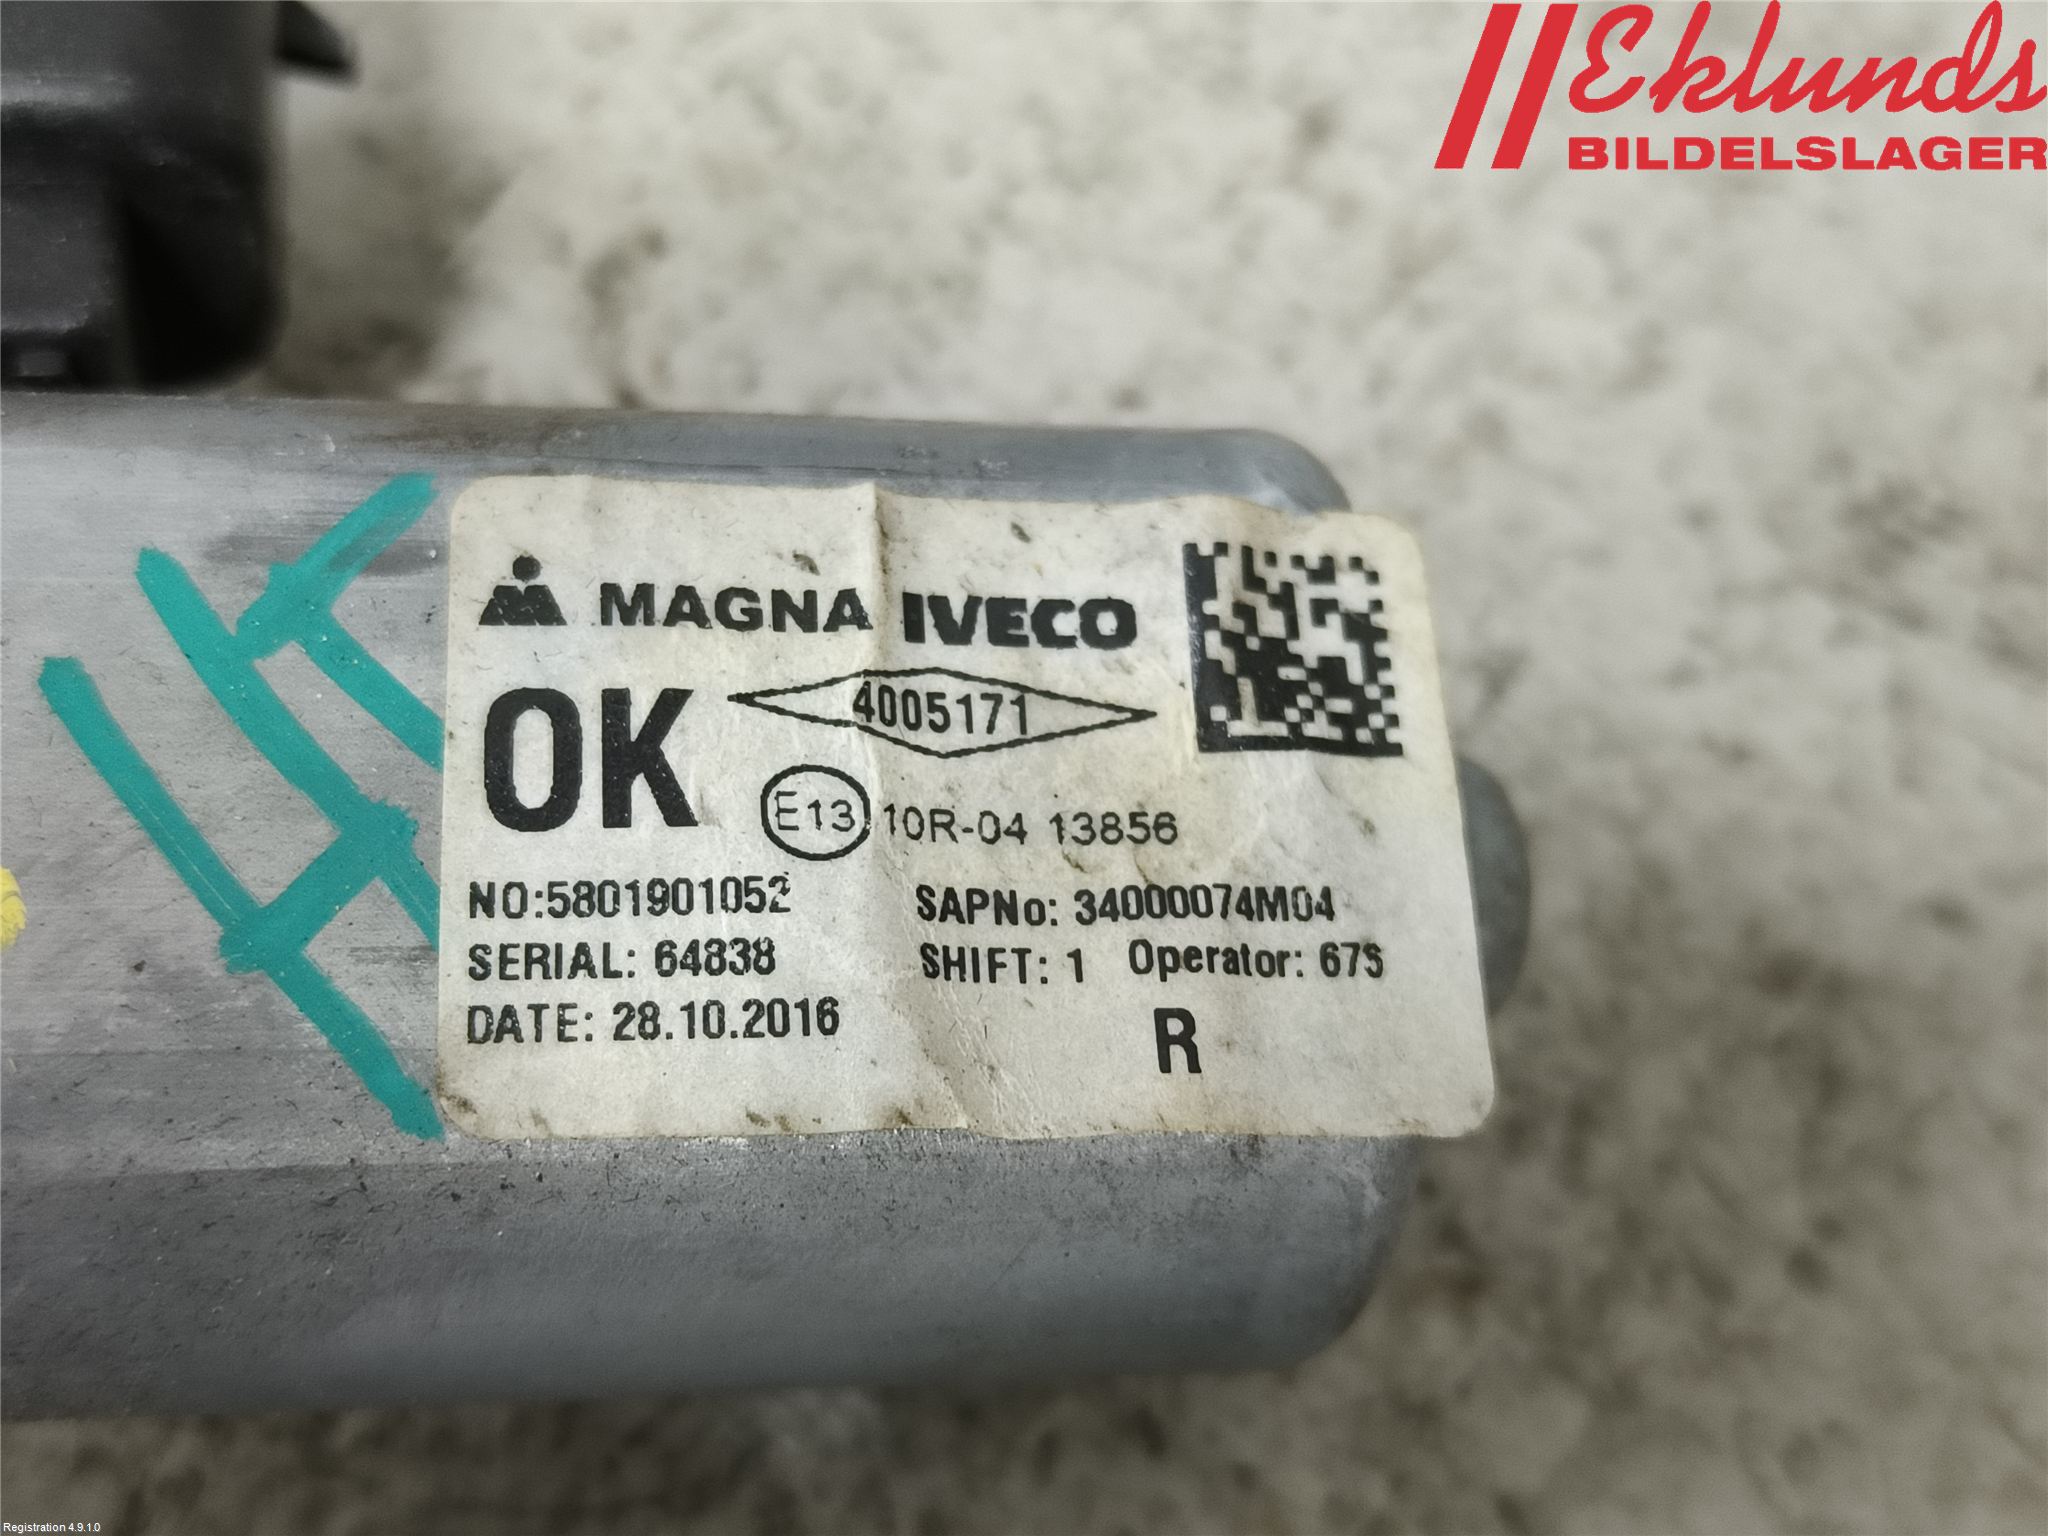 Eklunds
BILDELSLAGER
MAGNA IVECO
OK
4005171
E13 10R-04 13856
NO:5801901052 SAPNo: 34000074M04
SERIAL: 64838 SHIFT: 1 Operator: 67S
DATE: 28.10.2016
R
Registration 4.9.1.0